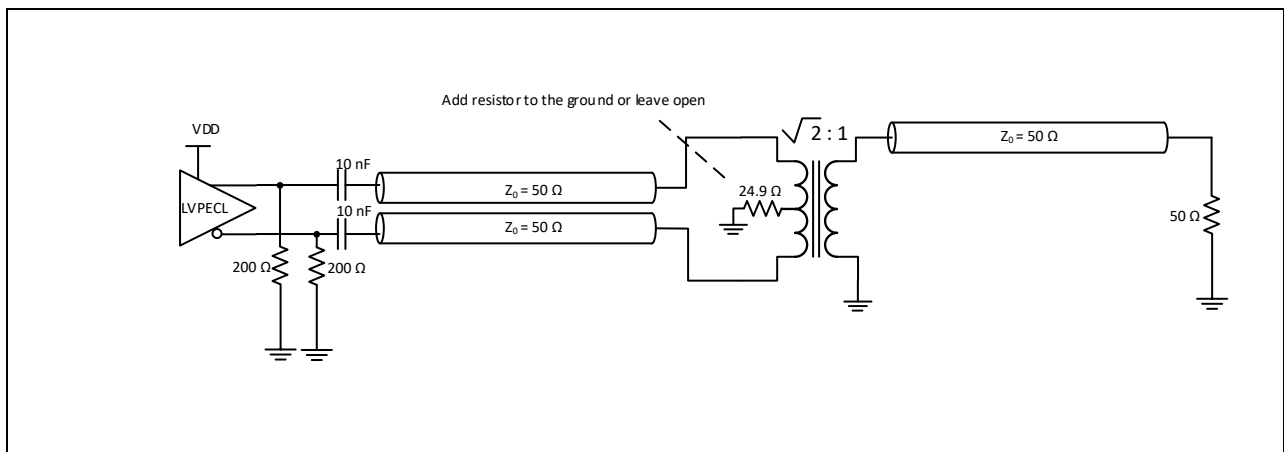 Add resistor to the ground or leave open
VDD
√2 : 1
Z₀ = 50 Ω
10 nF
Z₀ = 50 Ω
24.9 Ω
LVPECL
10 nF
Z₀ = 50 Ω
50 Ω
200 Ω
200 Ω